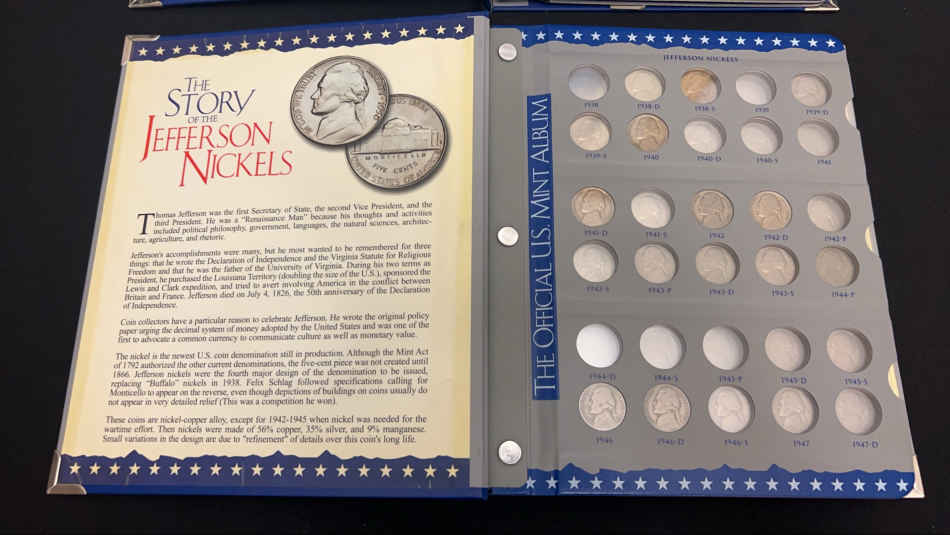 THE
STORY
OF THE
JEFFERSON
NICKELS
MONTICELLO
FIVE CENTS
UNITED STATES OF AMERICA
Thomas Jefferson was the first Secretary of State, the second Vice President, and the
third President. He was a "Renaissance Man" because his thoughts and activities
included political philosophy, government, languages, the natural sciences, architec-
ture, agriculture, and rhetoric.
Jefferson's accomplishments were many, but he most wanted to be remembered for three
things: that he wrote the Declaration of Independence and the Virginia Statute for Religious
Freedom and that he was the father of the University of Virginia. During his two terms as
President, he purchased the Louisiana Territory (doubling the size of the U.S.), sponsored the
Lewis and Clark expedition, and tried to avert involving America in the conflict between
Britain and France. Jefferson died on July 4, 1826, the 50th anniversary of the Declaration
of Independence.
Coin collectors have a particular reason to celebrate Jefferson. He wrote the original policy
paper urging the decimal system of money adopted by the United States and was one of the
first to advocate a common currency to communicate culture as well as monetary value.
The nickel is the newest U.S. coin denomination still in production. Although the Mint Act
of 1792 authorized the other current denominations, the five-cent piece was not created until
1866. Jefferson nickels were the fourth major design of the denomination to be issued,
replacing "Buffalo" nickels in 1938. Felix Schlag followed specifications calling for
Monticello to appear on the reverse, even though depictions of buildings on coins usually do
not appear in very detailed relief (This was a competition he won).
These coins are nickel-copper alloy, except for 1942-1945 when nickel was needed for the
wartime effort. Then nickels were made of 56% copper, 35% silver, and 9% manganese.
Small variations in the design are due to "refinement" of details over this coin's long life.
THE OFFICIAL U.S. MINT ALBUM
JEFFERSON NICKELS
1938 1938-D 1938-S 1939 1939-D
1939-S 1940 1940-D 1940-S 1941
1941-D 1941-S 1942 1942-D 1942-P
1942-S 1943-P 1943-D 1943-S 1944-P
1944-D 1944-S 1945-P 1945-D 1945-S
1946 1946-D 1946-S 1947 1947-D